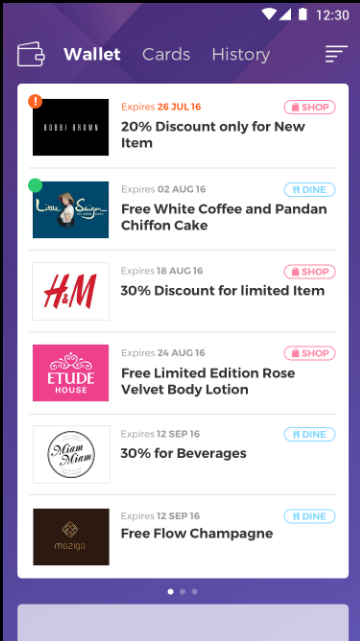 12:30
Wallet Cards History
!
BOBBI BROWN
Expires 26 JUL 16
SHOP
20% Discount only for New
Item
Little Saigon
Expires 02 AUG 16
DINE
Free White Coffee and Pandan
Chiffon Cake
H&M
Expires 18 AUG 16
SHOP
30% Discount for limited Item
ETUDE
HOUSE
Expires 24 AUG 16
SHOP
Free Limited Edition Rose
Velvet Body Lotion
Miam
Miam
Expires 12 SEP 16
DINE
30% for Beverages
moziga
Expires 12 SEP 16
DINE
Free Flow Champagne